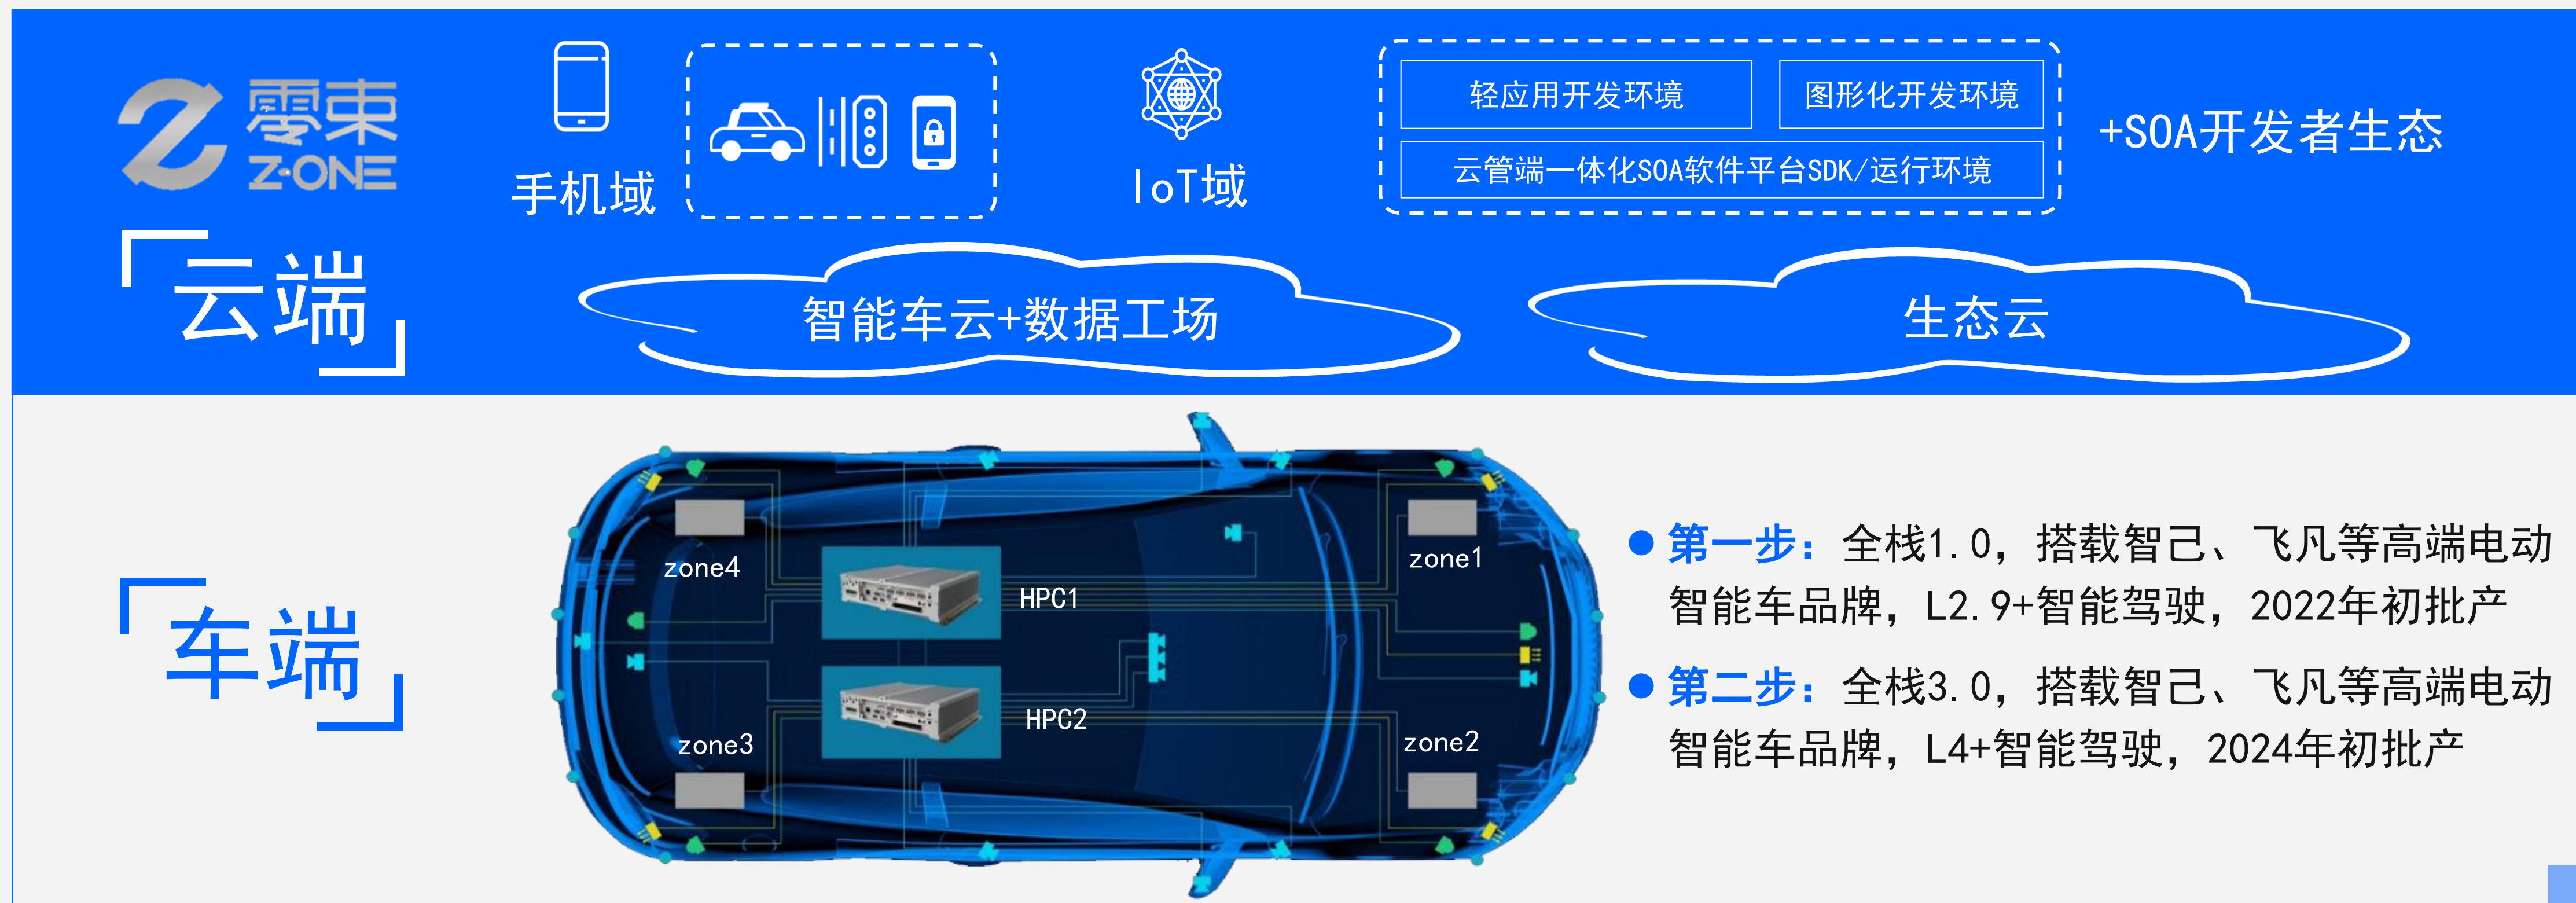 零束
Z·ONE
手机域
IoT域
轻应用开发环境
图形化开发环境
云管端一体化SOA软件平台SDK/运行环境
+SOA开发者生态
云端
智能车云+数据工场
生态云
车端
zone4
zone1
HPC1
HPC2
zone3
zone2
第一步：全栈1.0，搭载智己、飞凡等高端电动
智能车品牌，L2.9+智能驾驶，2022年初批产
第二步：全栈3.0，搭载智己、飞凡等高端电动
智能车品牌，L4+智能驾驶，2024年初批产